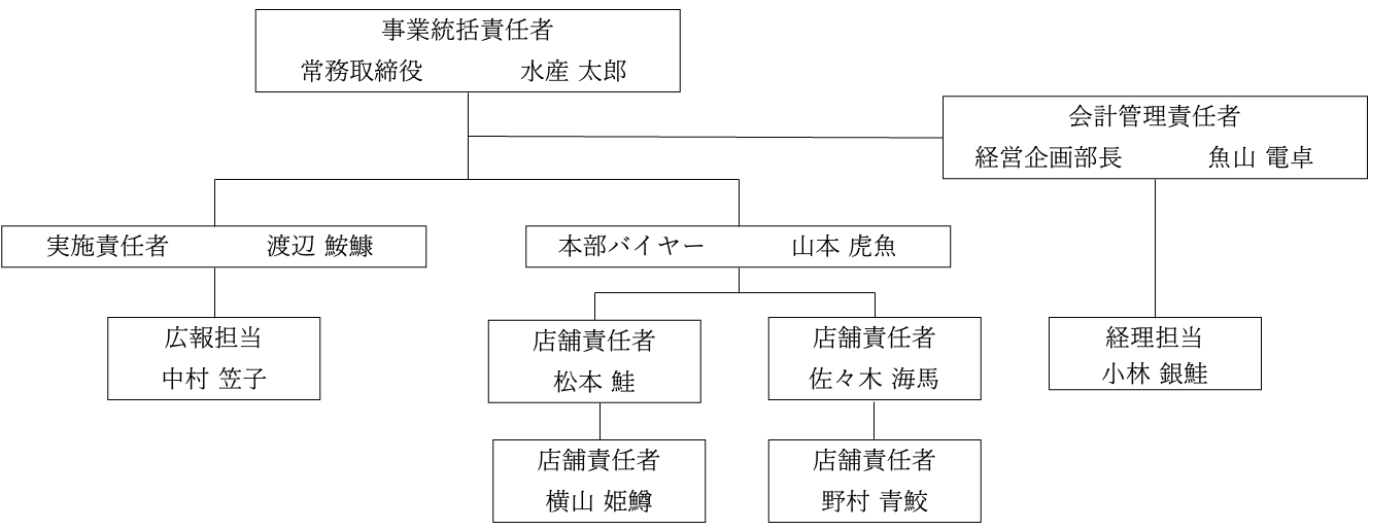 事業統括責任者
常務取締役 水産 太郎
会計管理責任者
経営企画部長 魚山 電卓
実施責任者 渡辺 鮟鱇
本部バイヤー 山本 虎魚
広報担当
中村 笠子
店舗責任者
松本 鮭
店舗責任者
佐々木 海馬
経理担当
小林 銀鮭
店舗責任者
横山 姫鱒
店舗責任者
野村 青鮫